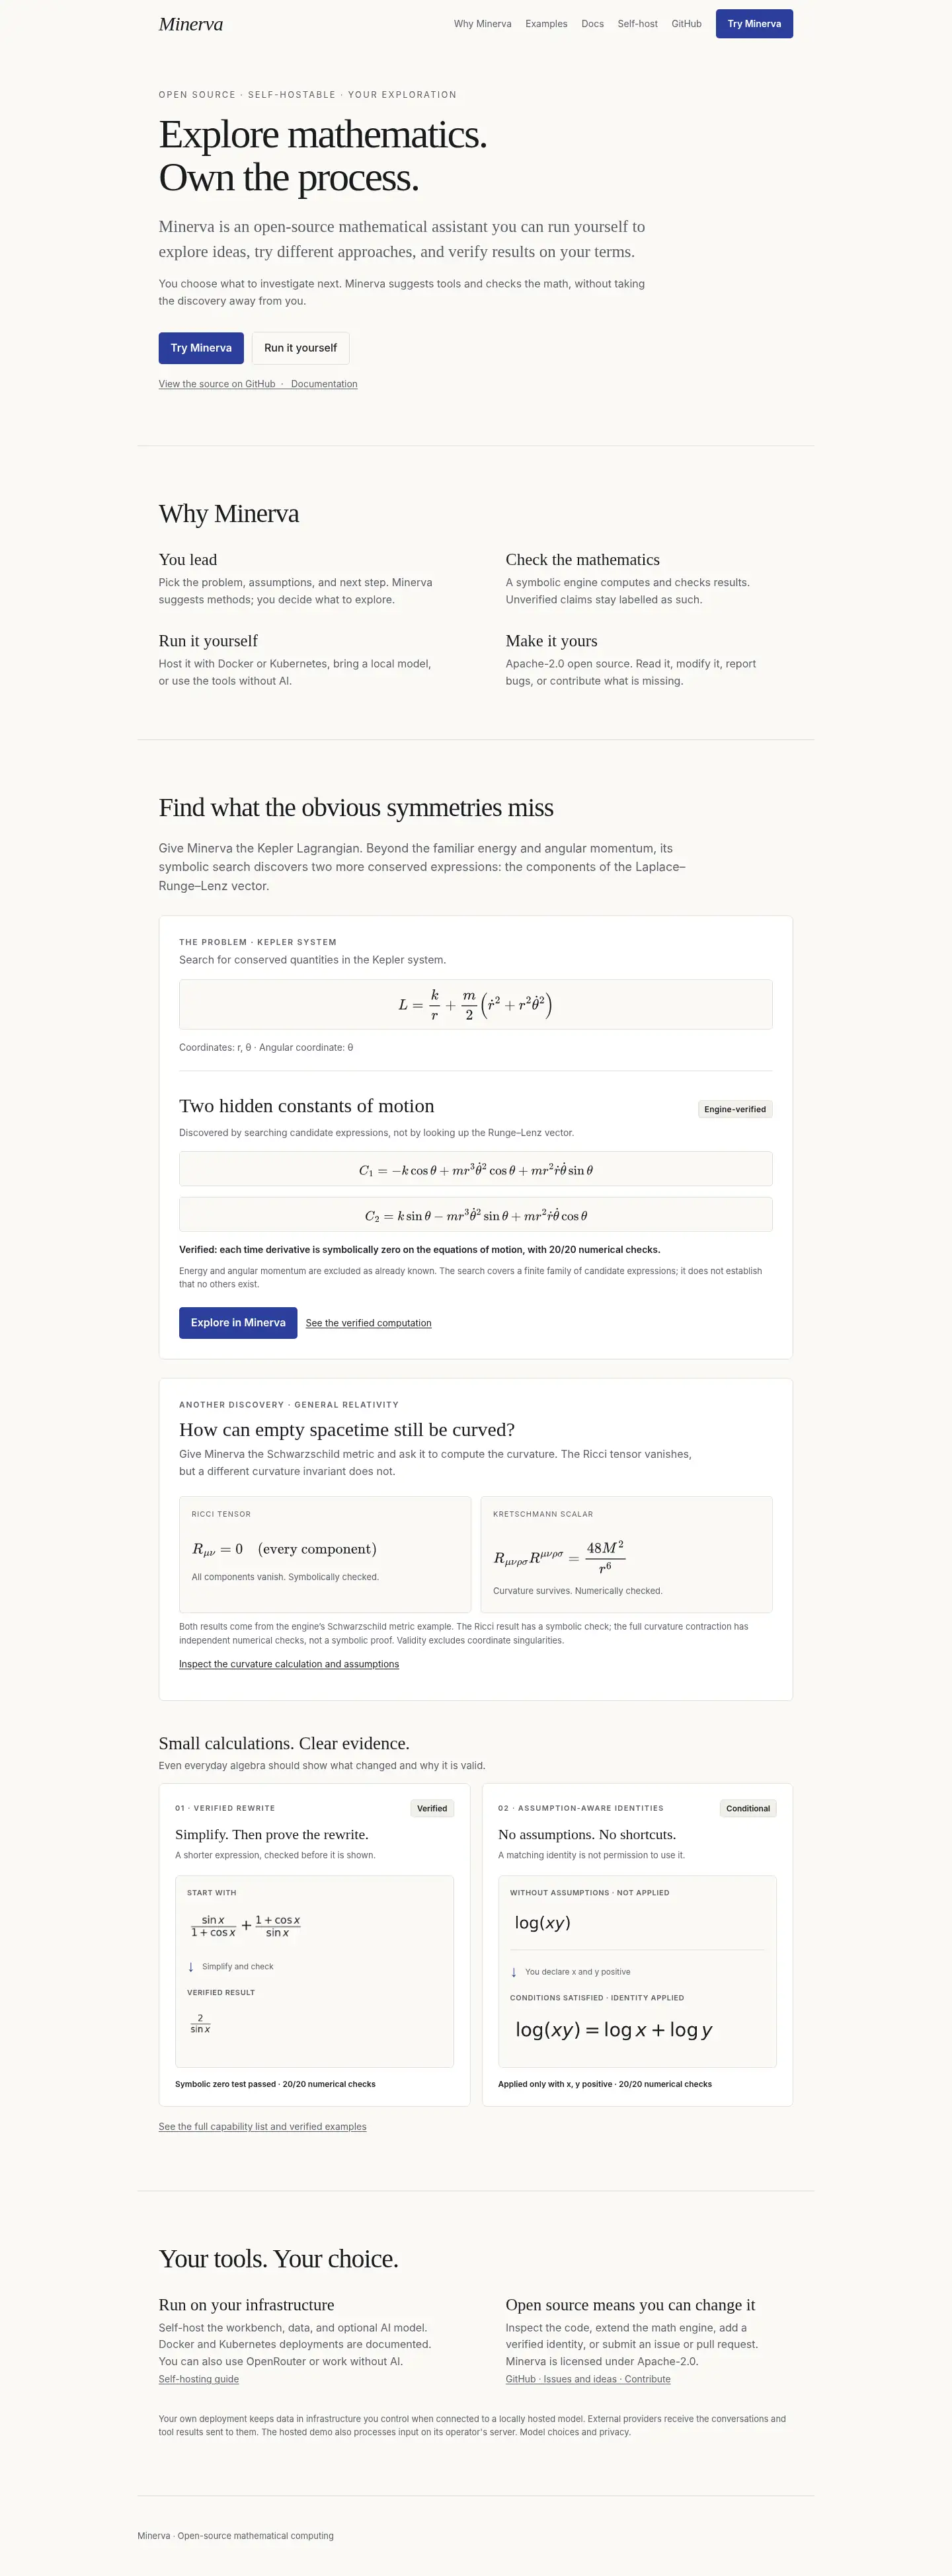 Minerva
Why Minerva
Examples
Docs
Self-host
GitHub
Try Minerva
OPEN SOURCE · SELF-HOSTABLE · YOUR EXPLORATION
Explore mathematics.
Own the process.
Minerva is an open-source mathematical assistant you can run yourself to
explore ideas, try different approaches, and verify results on your terms.
You choose what to investigate next. Minerva suggests tools and checks the math, without taking
the discovery away from you.
Try Minerva
Run it yourself
View the source on GitHub · Documentation
Why Minerva
You lead
Pick the problem, assumptions, and next step. Minerva
suggests methods; you decide what to explore.
Check the mathematics
A symbolic engine computes and checks results.
Unverified claims stay labelled as such.
Run it yourself
Host it with Docker or Kubernetes, bring a local model,
or use the tools without AI.
Make it yours
Apache-2.0 open source. Read it, modify it, report
bugs, or contribute what is missing.
Find what the obvious symmetries miss
Give Minerva the Kepler Lagrangian. Beyond the familiar energy and angular momentum, its
symbolic search discovers two more conserved expressions: the components of the Laplace–
Runge–Lenz vector.
THE PROBLEM · KEPLER SYSTEM
Search for conserved quantities in the Kepler system.
L = k/r + m/2 (ṙ² + r²θ̇²)
Coordinates: r, θ · Angular coordinate: θ
Two hidden constants of motion
Engine-verified
Discovered by searching candidate expressions, not by looking up the Runge–Lenz vector.
C₁ = −k cos θ + mr³θ̇² cos θ + mr²ṙθ̇ sin θ
C₂ = k sin θ − mr³θ̇² sin θ + mr²ṙθ̇ cos θ
Verified: each time derivative is symbolically zero on the equations of motion, with 20/20 numerical checks.
Energy and angular momentum are excluded as already known. The search covers a finite family of candidate expressions; it does not establish
that no others exist.
Explore in Minerva
See the verified computation
ANOTHER DISCOVERY · GENERAL RELATIVITY
How can empty spacetime still be curved?
Give Minerva the Schwarzschild metric and ask it to compute the curvature. The Ricci tensor vanishes,
but a different curvature invariant does not.
RICCI TENSOR
R_μν = 0 (every component)
All components vanish. Symbolically checked.
KRETSCHMANN SCALAR
R_μνρσ R^μνρσ = 48M²/r⁶
Curvature survives. Numerically checked.
Both results come from the engine's Schwarzschild metric example. The Ricci result has a symbolic check; the full curvature contraction has
independent numerical checks, not a symbolic proof. Validity excludes coordinate singularities.
Inspect the curvature calculation and assumptions
Small calculations. Clear evidence.
Even everyday algebra should show what changed and why it is valid.
01 · VERIFIED REWRITE
Verified
Simplify. Then prove the rewrite.
A shorter expression, checked before it is shown.
START WITH
sin x/(1 + cos x) + (1 + cos x)/sin x
↓ Simplify and check
VERIFIED RESULT
2/sin x
Symbolic zero test passed · 20/20 numerical checks
02 · ASSUMPTION-AWARE IDENTITIES
Conditional
No assumptions. No shortcuts.
A matching identity is not permission to use it.
WITHOUT ASSUMPTIONS · NOT APPLIED
log(xy)
↓ You declare x and y positive
CONDITIONS SATISFIED · IDENTITY APPLIED
log(xy) = log x + log y
Applied only with x, y positive · 20/20 numerical checks
See the full capability list and verified examples
Your tools. Your choice.
Run on your infrastructure
Self-host the workbench, data, and optional AI model.
Docker and Kubernetes deployments are documented.
You can also use OpenRouter or work without AI.
Self-hosting guide
Open source means you can change it
Inspect the code, extend the math engine, add a
verified identity, or submit an issue or pull request.
Minerva is licensed under Apache-2.0.
GitHub · Issues and ideas · Contribute
Your own deployment keeps data in infrastructure you control when connected to a locally hosted model. External providers receive the conversations and
tool results sent to them. The hosted demo also processes input on its operator's server. Model choices and privacy.
Minerva · Open-source mathematical computing